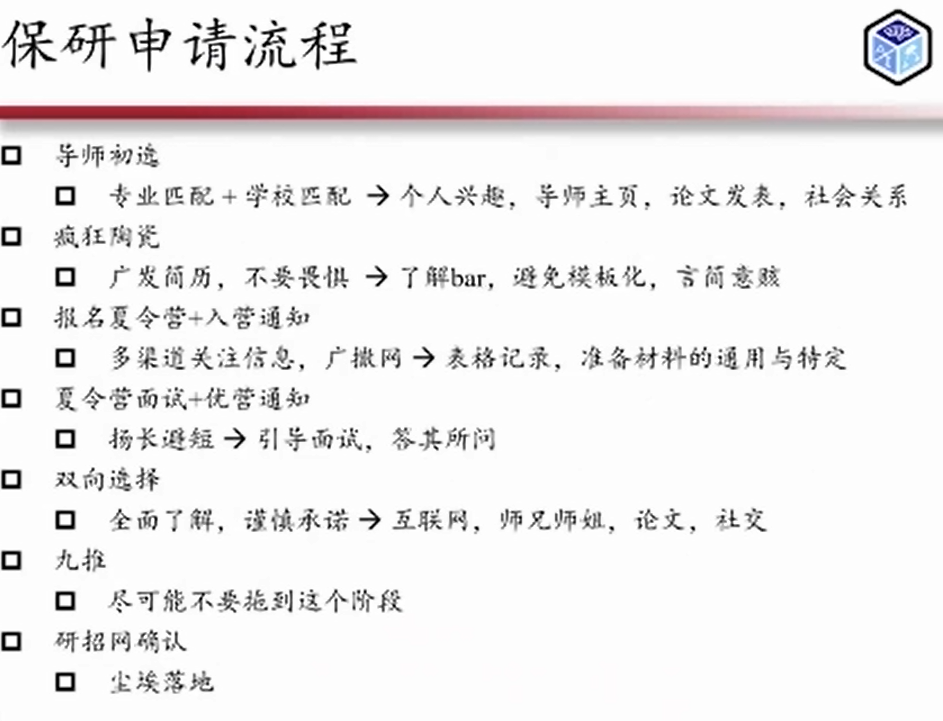 保研申请流程
导师初选
专业匹配 + 学校匹配 → 个人兴趣，导师主页，论文发表，社会关系
疯狂陶瓷
广发简历，不要畏惧 → 了解bar，避免模板化，言简意赅
报名夏令营+入营通知
多渠道关注信息，广撒网 → 表格记录，准备材料的通用与特定
夏令营面试+优营通知
扬长避短 → 引导面试，答其所问
双向选择
全面了解，谨慎承诺 → 互联网，师兄师姐，论文，社交
九推
尽可能不要拖到这个阶段
研招网确认
尘埃落地